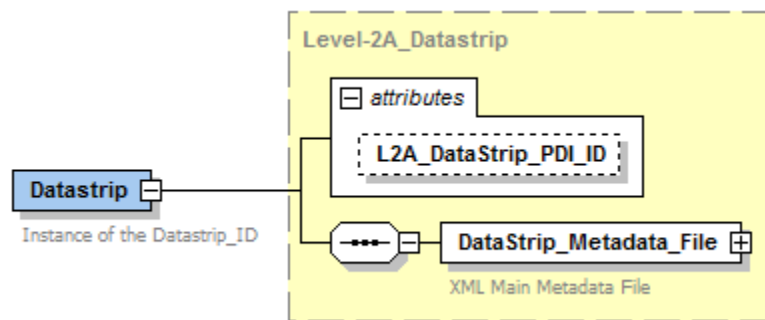 Level-2A_Datastrip
attributes
L2A_DataStrip_PDI_ID
Datastrip
Instance of the Datastrip_ID
DataStrip_Metadata_File
XML Main Metadata File